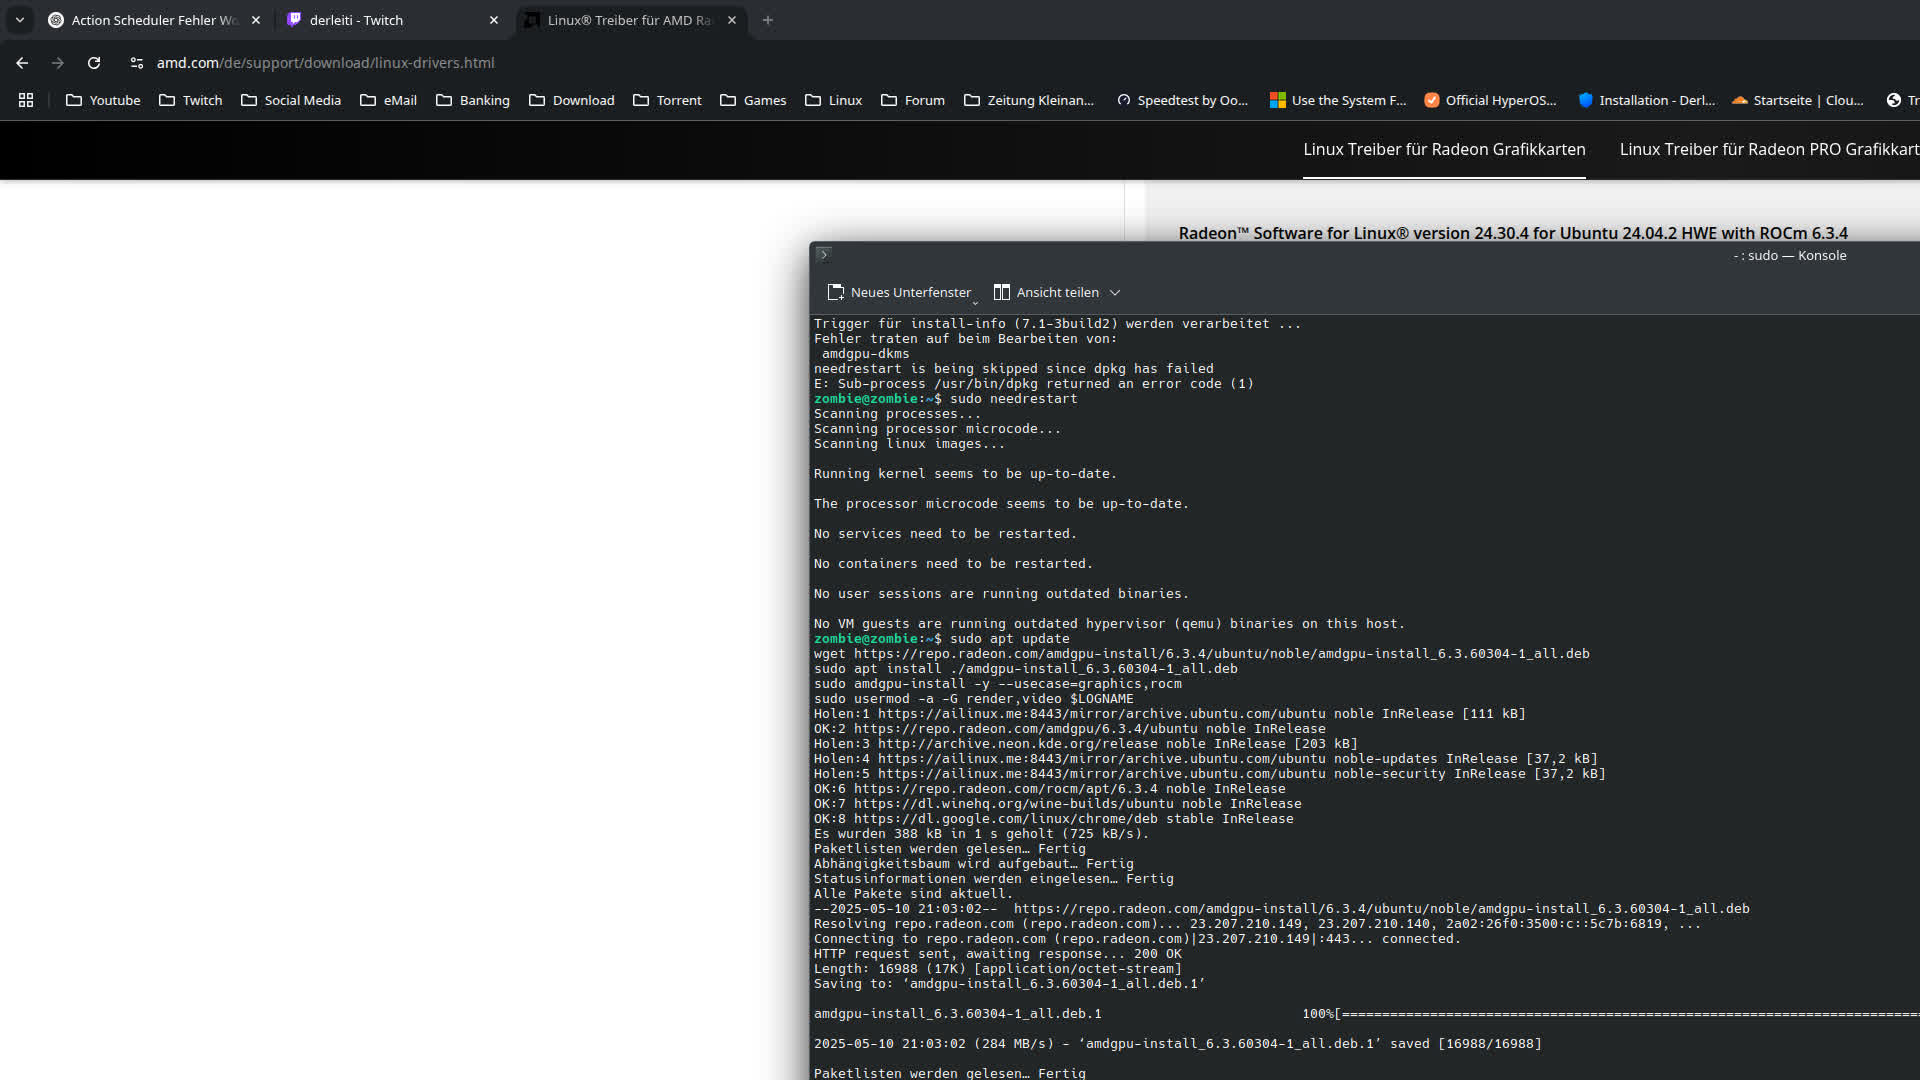 Action Scheduler Fehler Wo
derleiti - Twitch
Linux® Treiber für AMD Ra
amd.com/de/support/download/linux-drivers.html
Youtube
Twitch
Social Media
eMail
Banking
Download
Torrent
Games
Linux
Forum
Zeitung Kleinan...
Speedtest by Oo...
Use the System F...
Official HyperOS...
Installation - Derl...
Startseite | Clou...
Tr
Linux Treiber für Radeon Grafikkarten
Linux Treiber für Radeon PRO Grafikkart
Radeon™ Software for Linux® version 24.30.4 for Ubuntu 24.04.2 HWE with ROCm 6.3.4
- : sudo — Konsole
Neues Unterfenster
Ansicht teilen
Trigger für install-info (7.1-3build2) werden verarbeitet ...
Fehler traten auf beim Bearbeiten von:
amdgpu-dkms
needrestart is being skipped since dpkg has failed
E: Sub-process /usr/bin/dpkg returned an error code (1)
zombie@zombie:~$ sudo needrestart
Scanning processes...
Scanning processor microcode...
Scanning linux images...
Running kernel seems to be up-to-date.
The processor microcode seems to be up-to-date.
No services need to be restarted.
No containers need to be restarted.
No user sessions are running outdated binaries.
No VM guests are running outdated hypervisor (qemu) binaries on this host.
zombie@zombie:~$ sudo apt update
wget https://repo.radeon.com/amdgpu-install/6.3.4/ubuntu/noble/amdgpu-install_6.3.60304-1_all.deb
sudo apt install ./amdgpu-install_6.3.60304-1_all.deb
sudo amdgpu-install -y --usecase=graphics,rocm
sudo usermod -a -G render,video $LOGNAME
Holen:1 https://ailinux.me:8443/mirror/archive.ubuntu.com/ubuntu noble InRelease [111 kB]
OK:2 https://repo.radeon.com/amdgpu/6.3.4/ubuntu noble InRelease
Holen:3 http://archive.neon.kde.org/release noble InRelease [203 kB]
Holen:4 https://ailinux.me:8443/mirror/archive.ubuntu.com/ubuntu noble-updates InRelease [37,2 kB]
Holen:5 https://ailinux.me:8443/mirror/archive.ubuntu.com/ubuntu noble-security InRelease [37,2 kB]
OK:6 https://repo.radeon.com/rocm/apt/6.3.4 noble InRelease
OK:7 https://dl.winehq.org/wine-builds/ubuntu noble InRelease
OK:8 https://dl.google.com/linux/chrome/deb stable InRelease
Es wurden 388 kB in 1 s geholt (725 kB/s).
Paketlisten werden gelesen… Fertig
Abhängigkeitsbaum wird aufgebaut… Fertig
Statusinformationen werden eingelesen… Fertig
Alle Pakete sind aktuell.
--2025-05-10 21:03:02--  https://repo.radeon.com/amdgpu-install/6.3.4/ubuntu/noble/amdgpu-install_6.3.60304-1_all.deb
Resolving repo.radeon.com (repo.radeon.com)... 23.207.210.149, 23.207.210.140, 2a02:26f0:3500:c::5c7b:6819, ...
Connecting to repo.radeon.com (repo.radeon.com)|23.207.210.149|:443... connected.
HTTP request sent, awaiting response... 200 OK
Length: 16988 (17K) [application/octet-stream]
Saving to: ‘amdgpu-install_6.3.60304-1_all.deb.1’
amdgpu-install_6.3.60304-1_all.deb.1 100%[=========================================================================
2025-05-10 21:03:02 (284 MB/s) - ‘amdgpu-install_6.3.60304-1_all.deb.1’ saved [16988/16988]
Paketlisten werden gelesen… Fertig